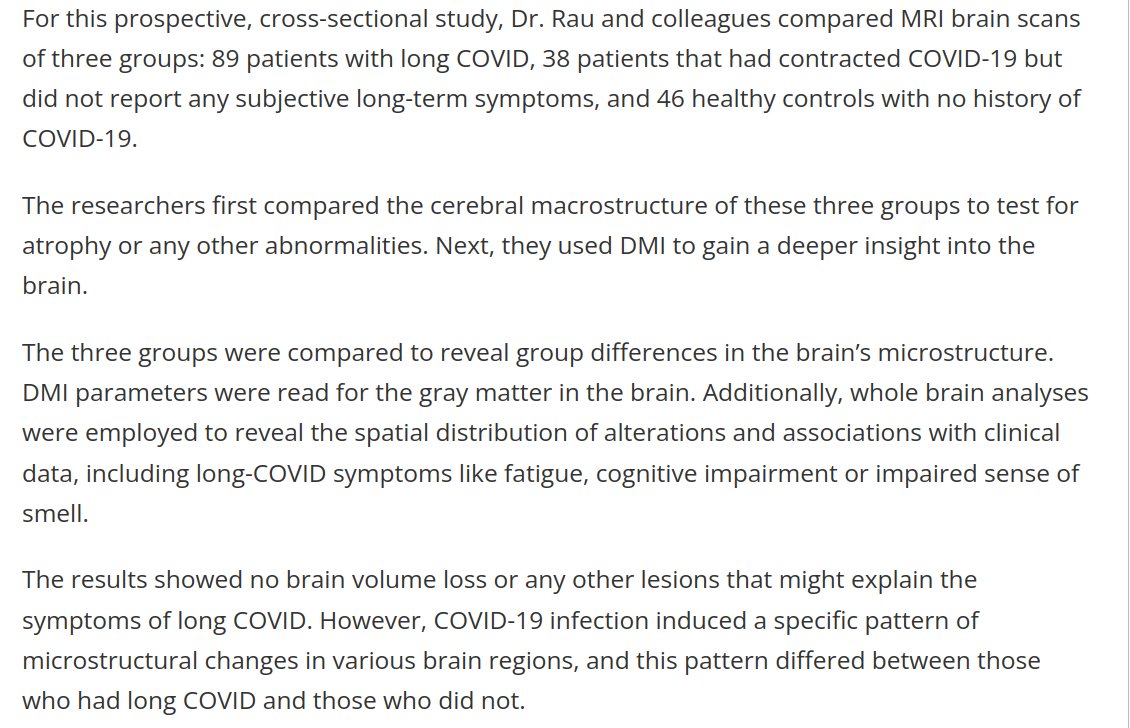 For this prospective, cross-sectional study, Dr. Rau and colleagues compared MRI brain scans
of three groups: 89 patients with long COVID, 38 patients that had contracted COVID-19 but
did not report any subjective long-term symptoms, and 46 healthy controls with no history of
COVID-19.
The researchers first compared the cerebral macrostructure of these three groups to test for
atrophy or any other abnormalities. Next, they used DMI to gain a deeper insight into the
brain.
The three groups were compared to reveal group differences in the brain’s microstructure.
DMI parameters were read for the gray matter in the brain. Additionally, whole brain analyses
were employed to reveal the spatial distribution of alterations and associations with clinical
data, including long-COVID symptoms like fatigue, cognitive impairment or impaired sense of
smell.
The results showed no brain volume loss or any other lesions that might explain the
symptoms of long COVID. However, COVID-19 infection induced a specific pattern of
microstructural changes in various brain regions, and this pattern differed between those
who had long COVID and those who did not.